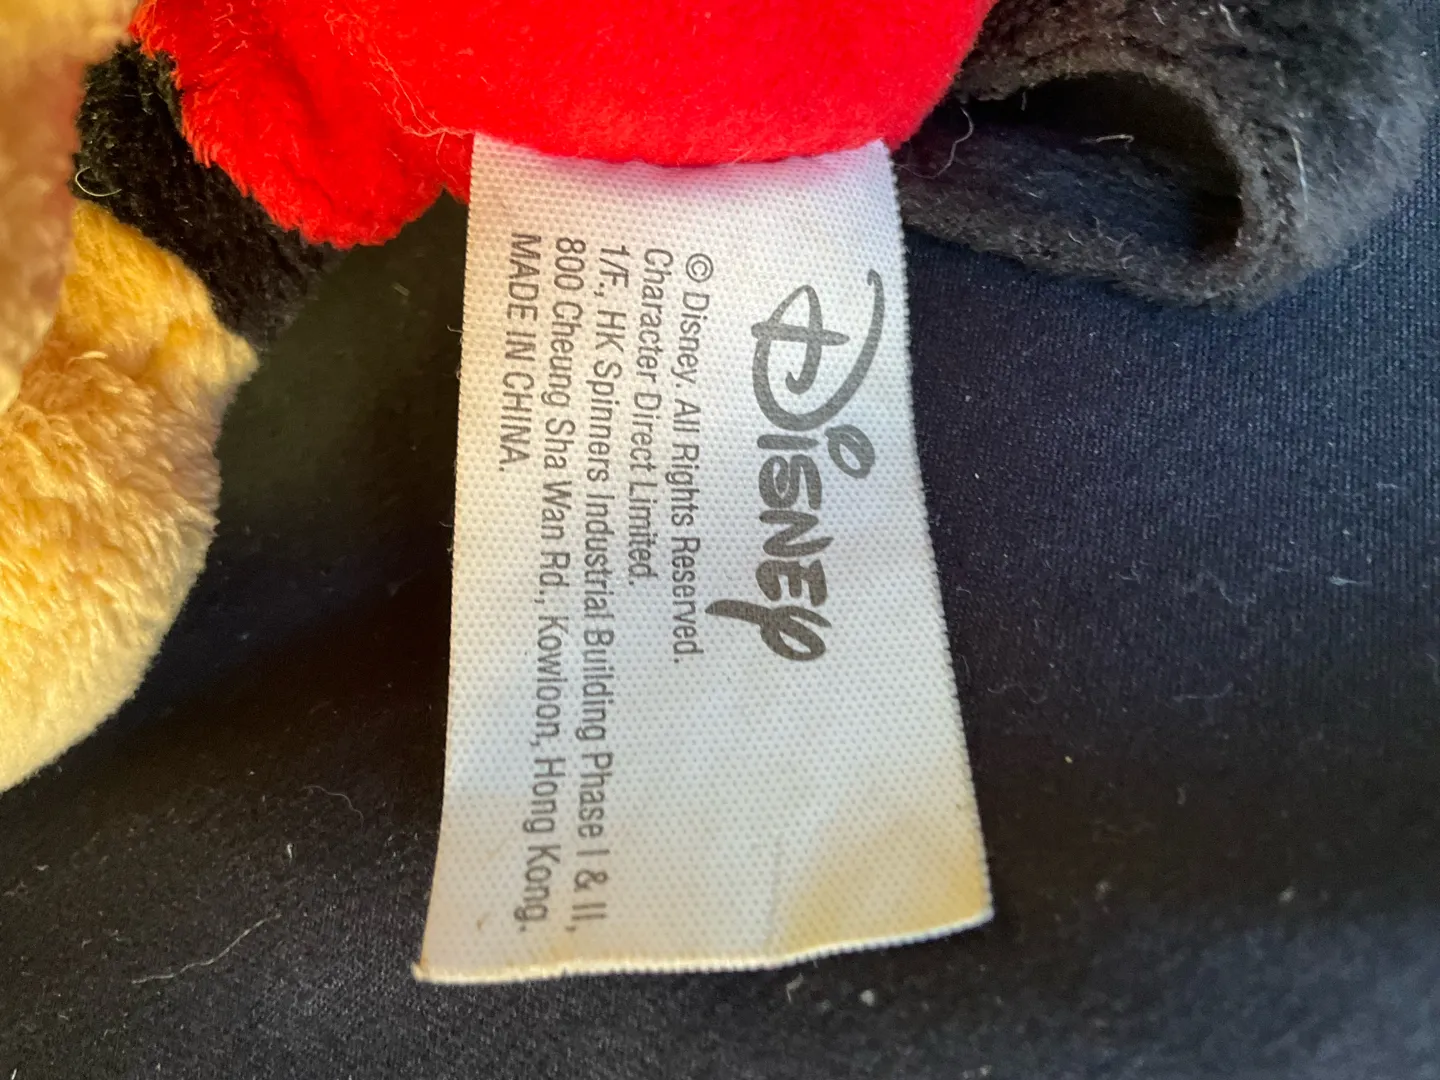 Disney
© Disney. All Rights Reserved.
Character Direct Limited.
1/F., HK Spinners Industrial Building Phase I & II,
800 Cheung Sha Wan Rd., Kowloon, Hong Kong.
MADE IN CHINA.